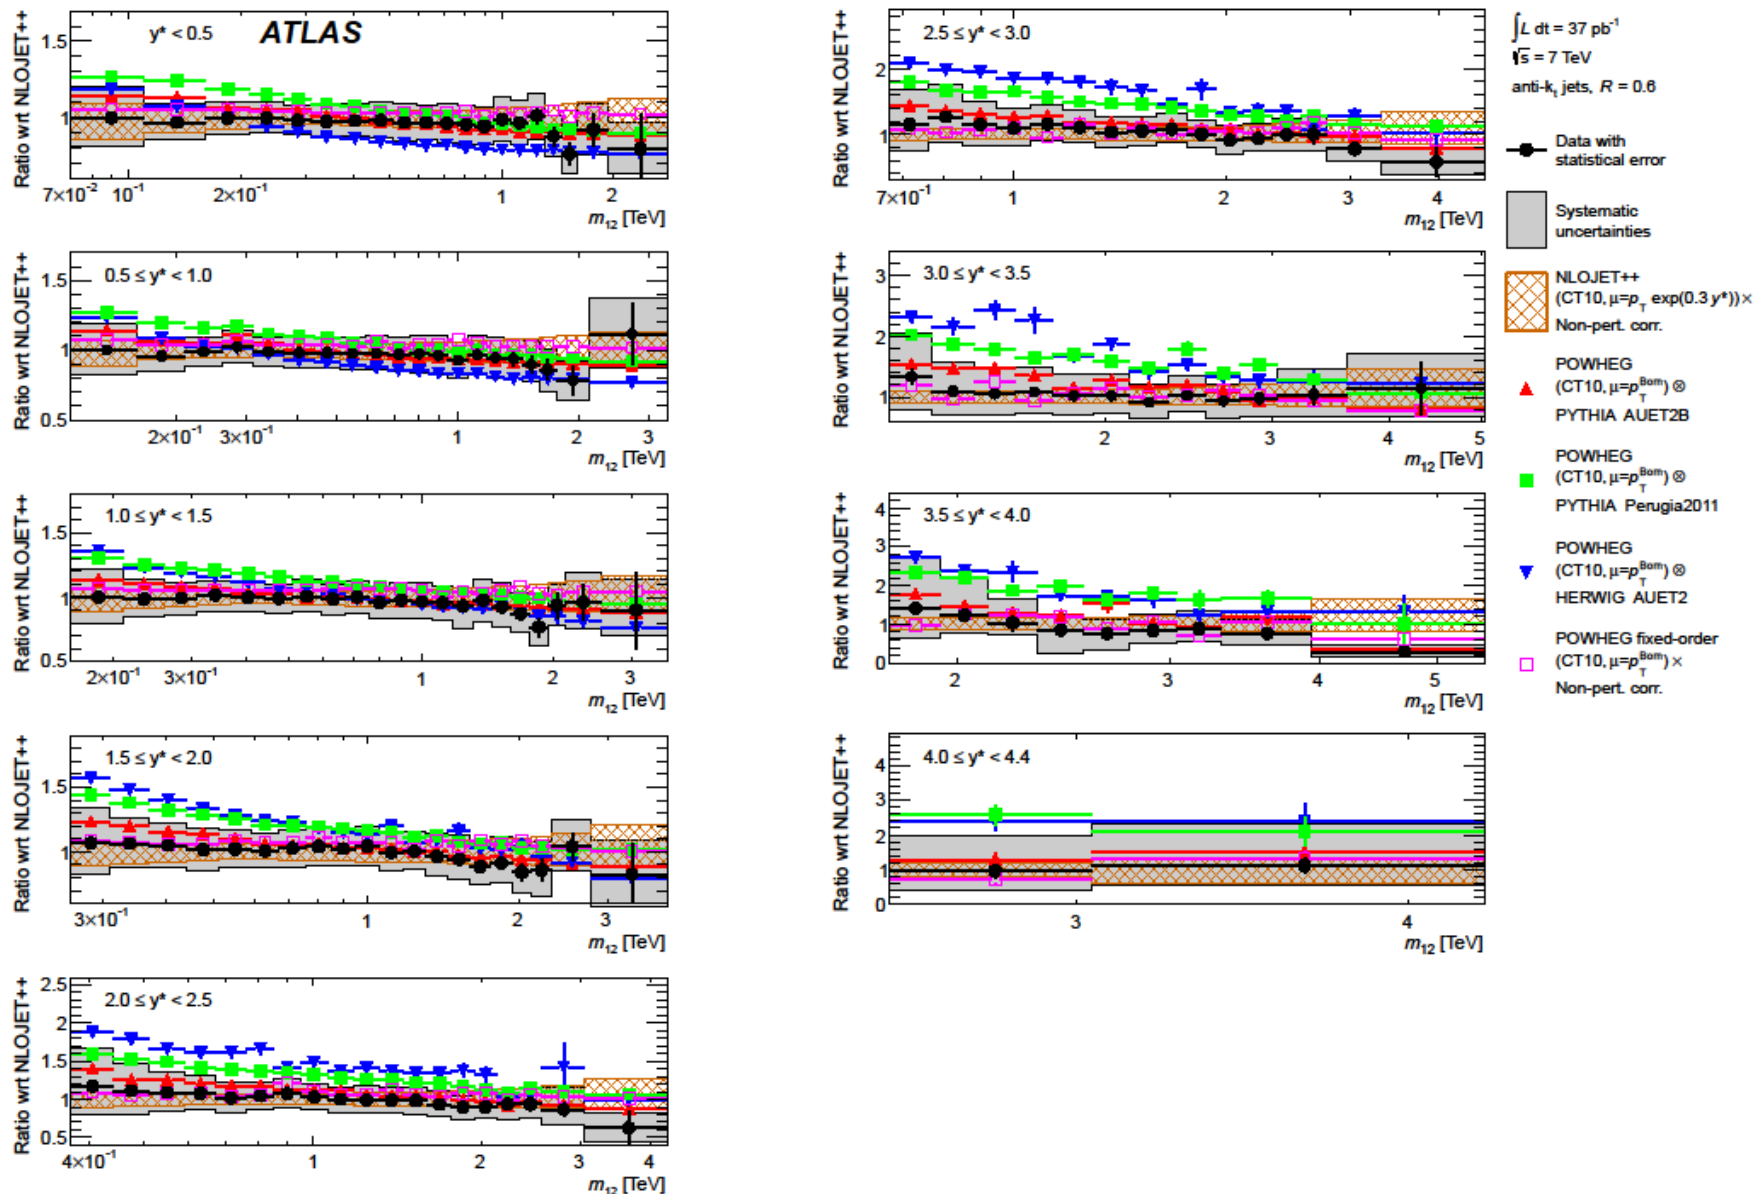 Ratio wrt NLOJET++
y* < 0.5
ATLAS
1.5
1
7×10⁻² 10⁻¹ 2×10⁻¹ 1 2
m₁₂ [TeV]
Ratio wrt NLOJET++
0.5 ≤ y* < 1.0
1.5
1
0.5
2×10⁻¹ 3×10⁻¹ 1 2 3
m₁₂ [TeV]
Ratio wrt NLOJET++
1.0 ≤ y* < 1.5
1.5
1
0.5
2×10⁻¹ 3×10⁻¹ 1 2 3
m₁₂ [TeV]
Ratio wrt NLOJET++
1.5 ≤ y* < 2.0
1.5
1
3×10⁻¹ 1 2 3
m₁₂ [TeV]
Ratio wrt NLOJET++
2.0 ≤ y* < 2.5
2.5
2
1.5
1
0.5
4×10⁻¹ 1 2 3 4
m₁₂ [TeV]
Ratio wrt NLOJET++
2.5 ≤ y* < 3.0
2
1
7×10⁻¹ 1 2 3 4
m₁₂ [TeV]
Ratio wrt NLOJET++
3.0 ≤ y* < 3.5
3
2
1
2 3 4 5
m₁₂ [TeV]
Ratio wrt NLOJET++
3.5 ≤ y* < 4.0
4
3
2
1
0
2 3 4 5
m₁₂ [TeV]
Ratio wrt NLOJET++
4.0 ≤ y* < 4.4
4
3
2
1
0
3 4
m₁₂ [TeV]
∫L dt = 37 pb⁻¹
√s = 7 TeV
anti-kₜ jets, R = 0.6
Data with
statistical error
Systematic
uncertainties
NLOJET++
(CT10, μ=p_T exp(0.3 y*)) ×
Non-pert. corr.
POWHEG
(CT10, μ=p_T^Born) ⊗
PYTHIA AUET2B
POWHEG
(CT10, μ=p_T^Born) ⊗
PYTHIA Perugia2011
POWHEG
(CT10, μ=p_T^Born) ⊗
HERWIG AUET2
POWHEG fixed-order
(CT10, μ=p_T^Born) ×
Non-pert. corr.